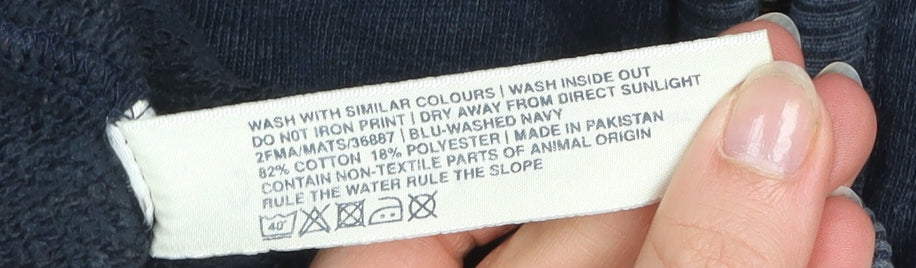 WASH WITH SIMILAR COLOURS | WASH INSIDE OUT
DO NOT IRON PRINT | DRY AWAY FROM DIRECT SUNLIGHT
2FMA/MATS/36887 | BLU-WASHED NAVY
82% COTTON 18% POLYESTER | MADE IN PAKISTAN
CONTAIN NON-TEXTILE PARTS OF ANIMAL ORIGIN
RULE THE WATER RULE THE SLOPE
40°